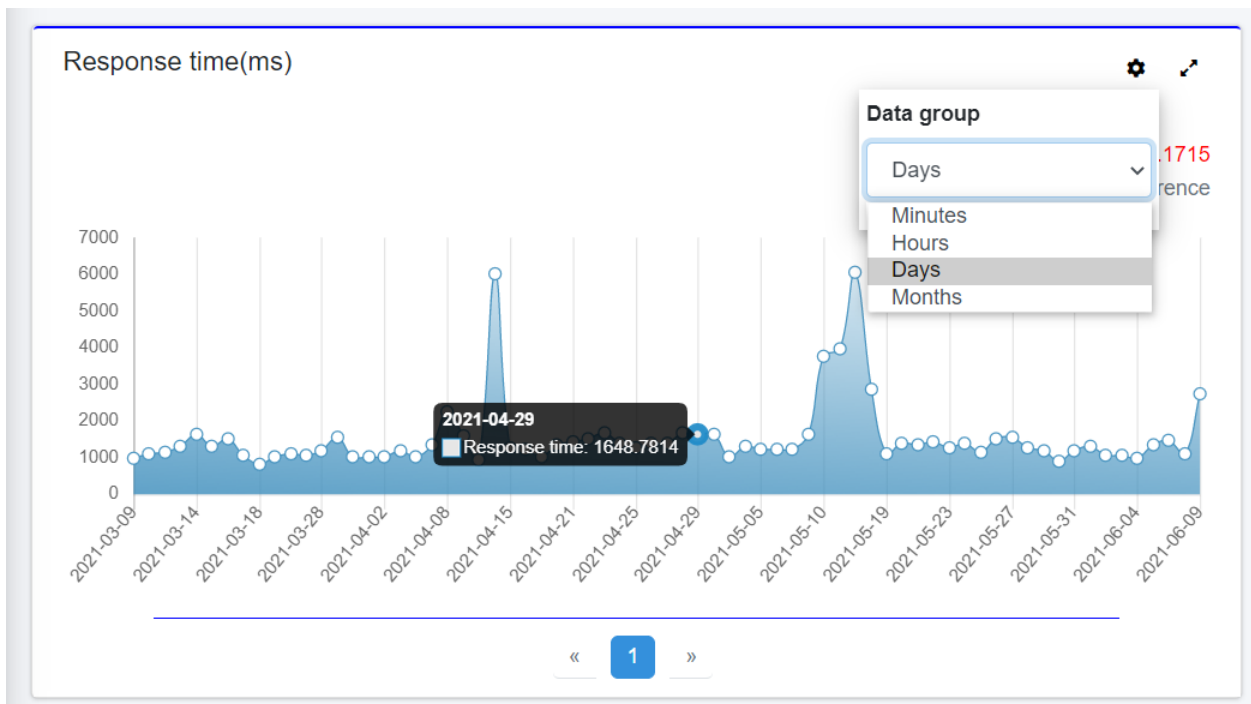 Response time(ms)
Data group
Days
.1715
rence
Minutes
Hours
Days
Months
7000
6000
5000
4000
3000
2000
1000
0
2021-04-29
Response time: 1648.7814
2021-03-09
2021-03-14
2021-03-18
2021-03-28
2021-04-02
2021-04-08
2021-04-15
2021-04-21
2021-04-25
2021-04-29
2021-05-05
2021-05-10
2021-05-19
2021-05-23
2021-05-27
2021-05-31
2021-06-04
2021-06-09
« 1 »